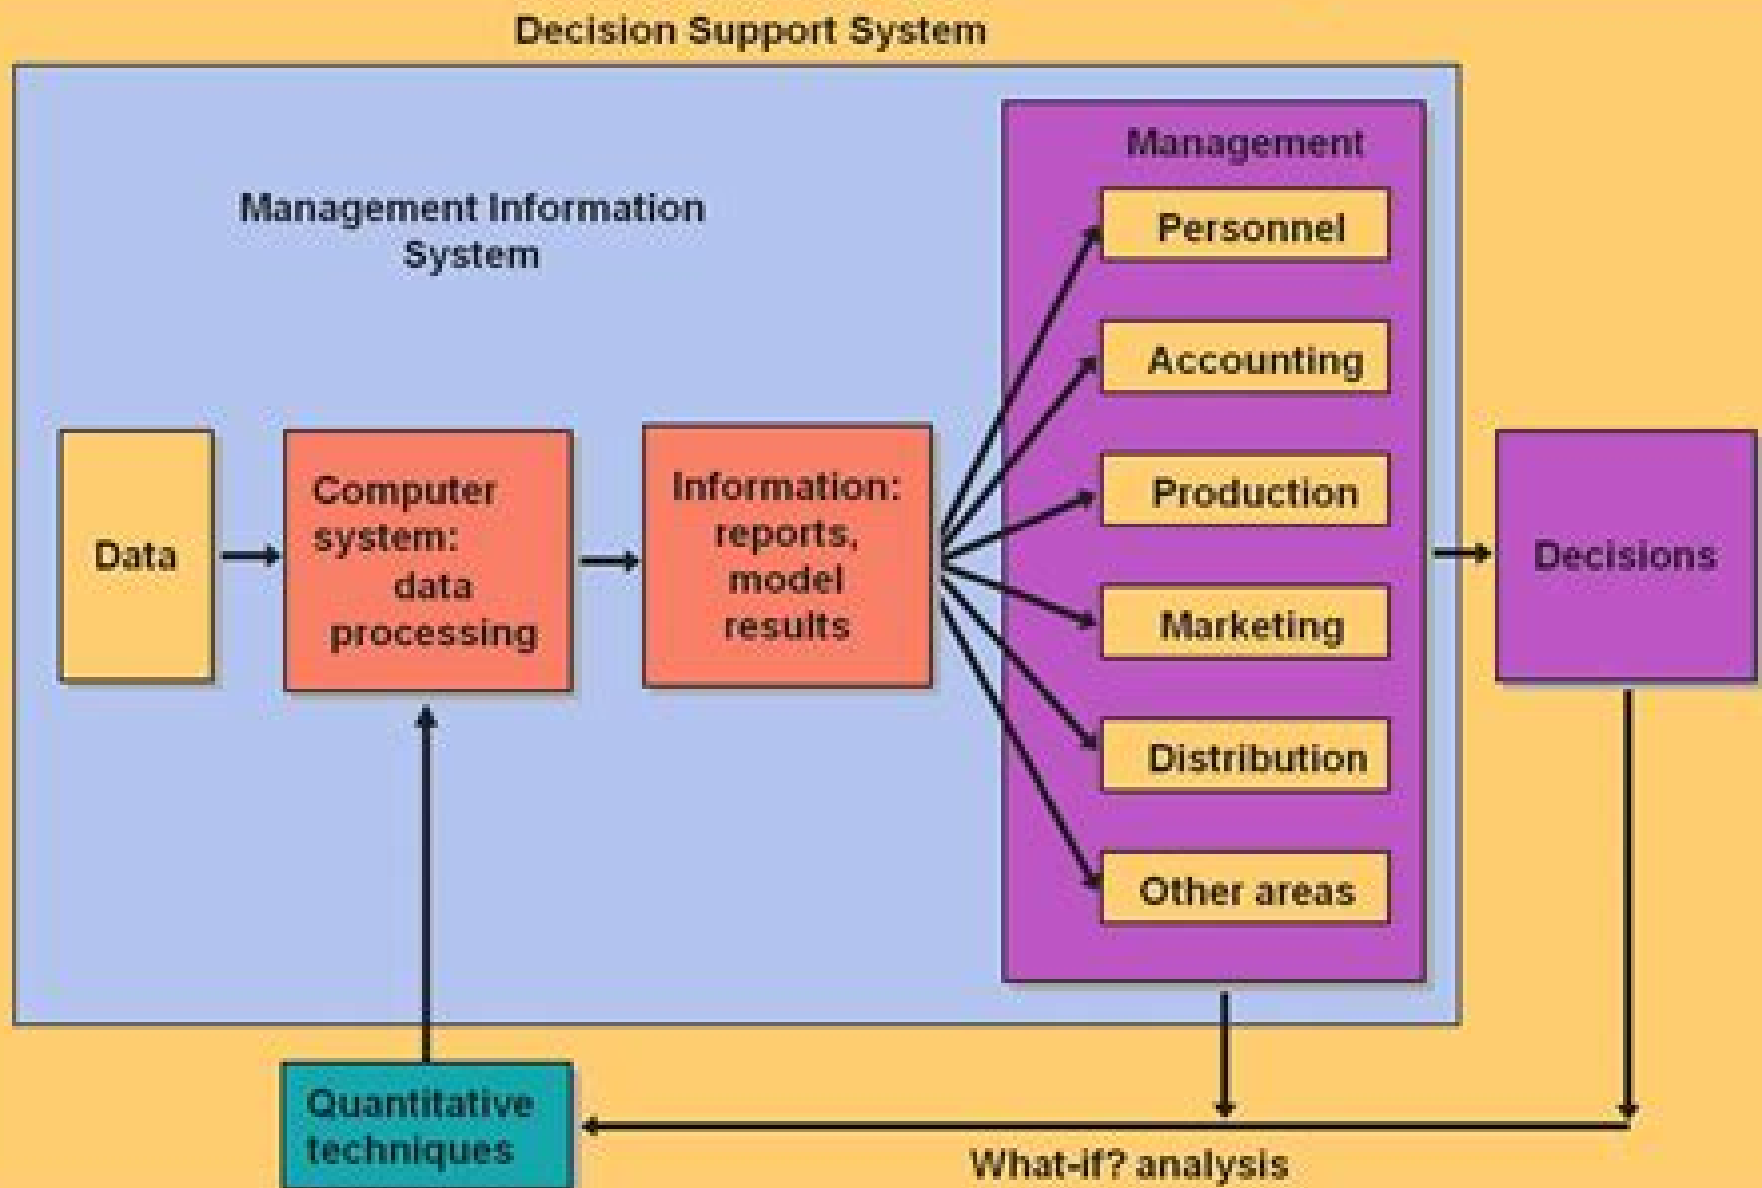 Decision Support System
Management Information
System
Management
Personnel
Accounting
Production
Marketing
Distribution
Other areas
Data
Computer
system:
data
processing
Information:
reports,
model
results
Decisions
Quantitative
techniques
What-if? analysis